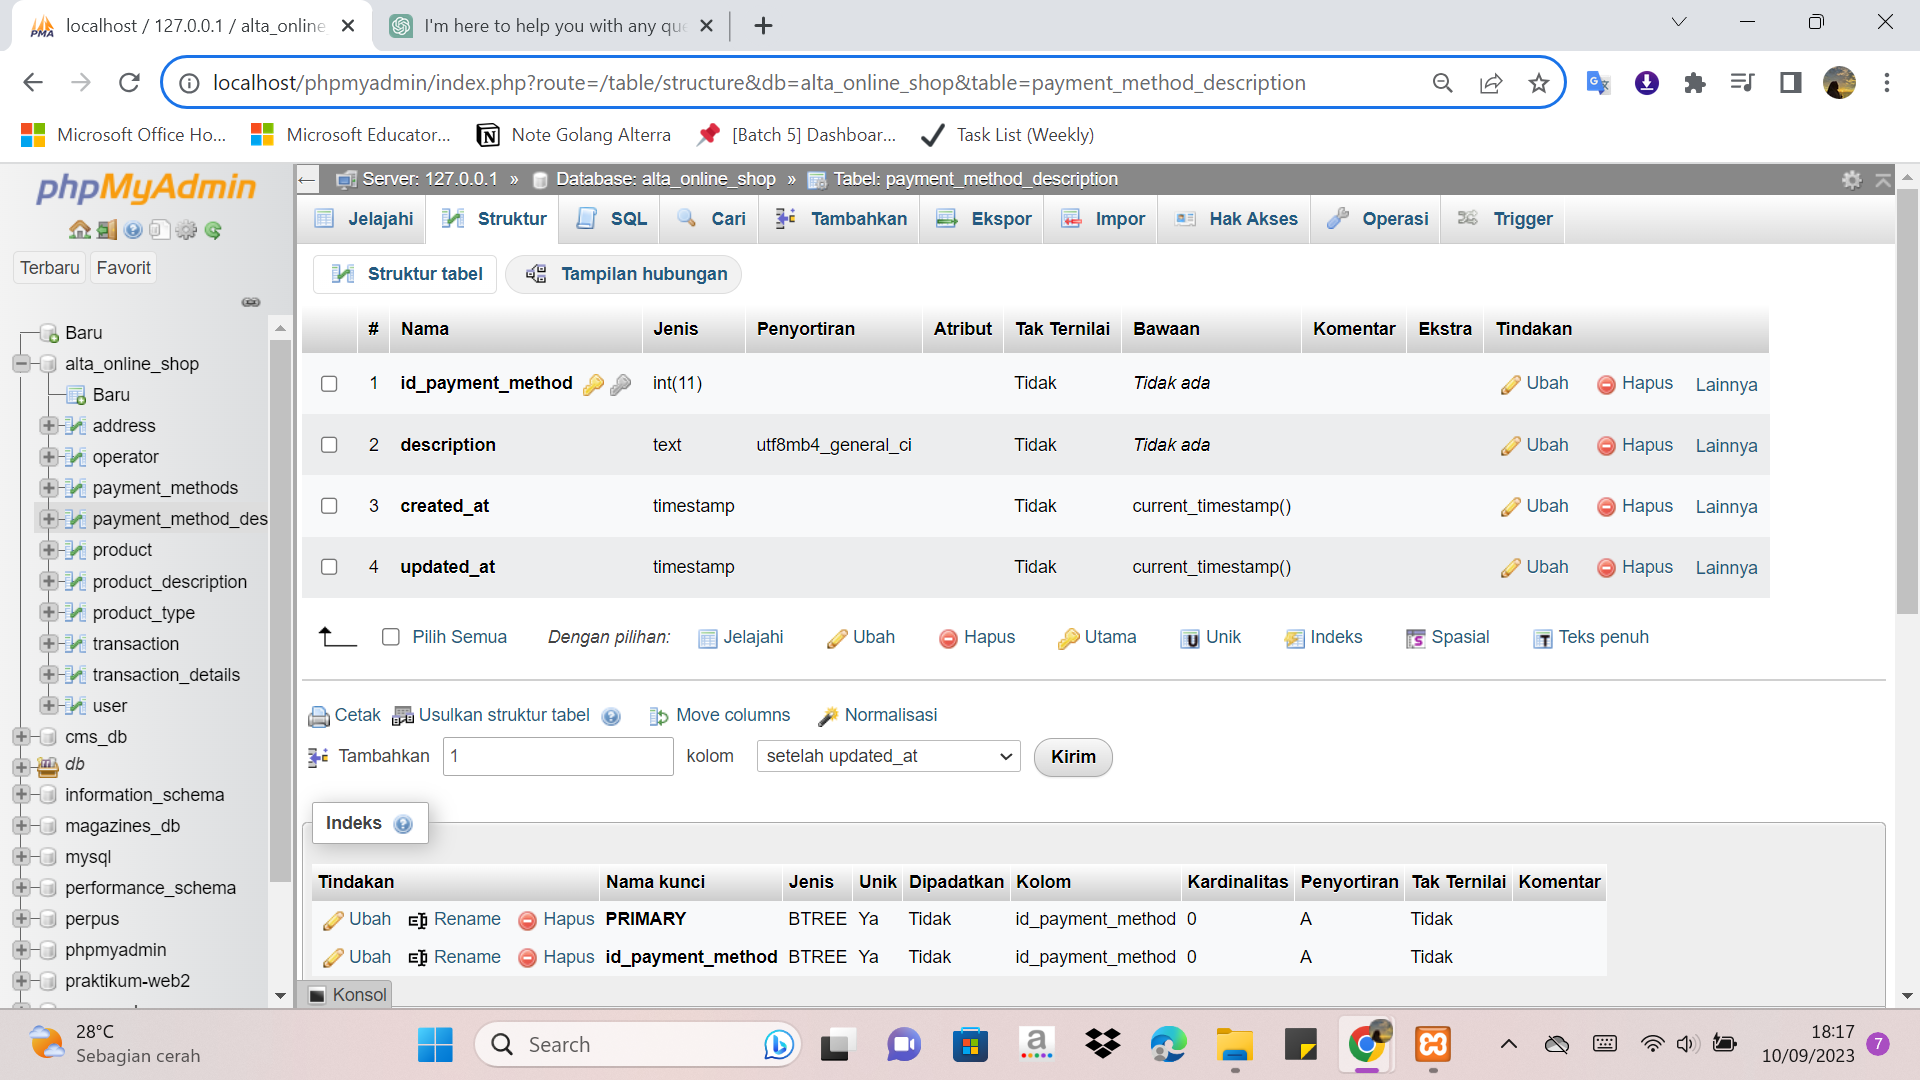 localhost / 127.0.0.1 / alta_online
I'm here to help you with any que
localhost/phpmyadmin/index.php?route=/table/structure&db=alta_online_shop&table=payment_method_description
Microsoft Office Ho...
Microsoft Educator...
Note Golang Alterra
[Batch 5] Dashboar...
Task List (Weekly)
phpMyAdmin
Terbaru
Favorit
Baru
alta_online_shop
Baru
address
operator
payment_methods
payment_method_des
product
product_description
product_type
transaction
transaction_details
user
cms_db
db
information_schema
magazines_db
mysql
performance_schema
perpus
phpmyadmin
praktikum-web2
Server: 127.0.0.1 » Database: alta_online_shop » Tabel: payment_method_description
Jelajahi Struktur SQL Cari Tambahkan Ekspor Impor Hak Akses Operasi Trigger
Struktur tabel Tampilan hubungan
# Nama Jenis Penyortiran Atribut Tak Ternilai Bawaan Komentar Ekstra Tindakan
1 id_payment_method int(11) Tidak Tidak ada Ubah Hapus Lainnya
2 description text utf8mb4_general_ci Tidak Tidak ada Ubah Hapus Lainnya
3 created_at timestamp Tidak current_timestamp() Ubah Hapus Lainnya
4 updated_at timestamp Tidak current_timestamp() Ubah Hapus Lainnya
Pilih Semua Dengan pilihan: Jelajahi Ubah Hapus Utama Unik Indeks Spasial Teks penuh
Cetak Usulkan struktur tabel Move columns Normalisasi
Tambahkan 1 kolom setelah updated_at Kirim
Indeks
Tindakan Nama kunci Jenis Unik Dipadatkan Kolom Kardinalitas Penyortiran Tak Ternilai Komentar
Ubah Rename Hapus PRIMARY BTREE Ya Tidak id_payment_method 0 A Tidak
Ubah Rename Hapus id_payment_method BTREE Ya Tidak id_payment_method 0 A Tidak
Konsol
28°C
Sebagian cerah
Search
18:17
10/09/2023
7